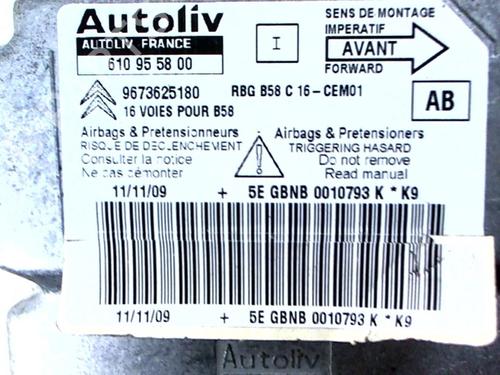 Autoliv
SENS DE MONTAGE
IMPERATIF
AUTOLIV FRANCE
I
AVANT
610 95 58 00
FORWARD
9673625180 RBG B58 C 16-CEM01
16 VOIES POUR B58
AB
Airbags & Pretensionneurs
RISQUE DE DECLENCHEMENT
Consulter la notice
Ne pas démonter
Airbags & Pretensioners
TRIGGERING HASARD
Do not remove
Read manual
11/11/09 + 5E GBNB 0010793 K * K9
11/11/09 + 5E GBNB 0010793 K * K9
Autoliv